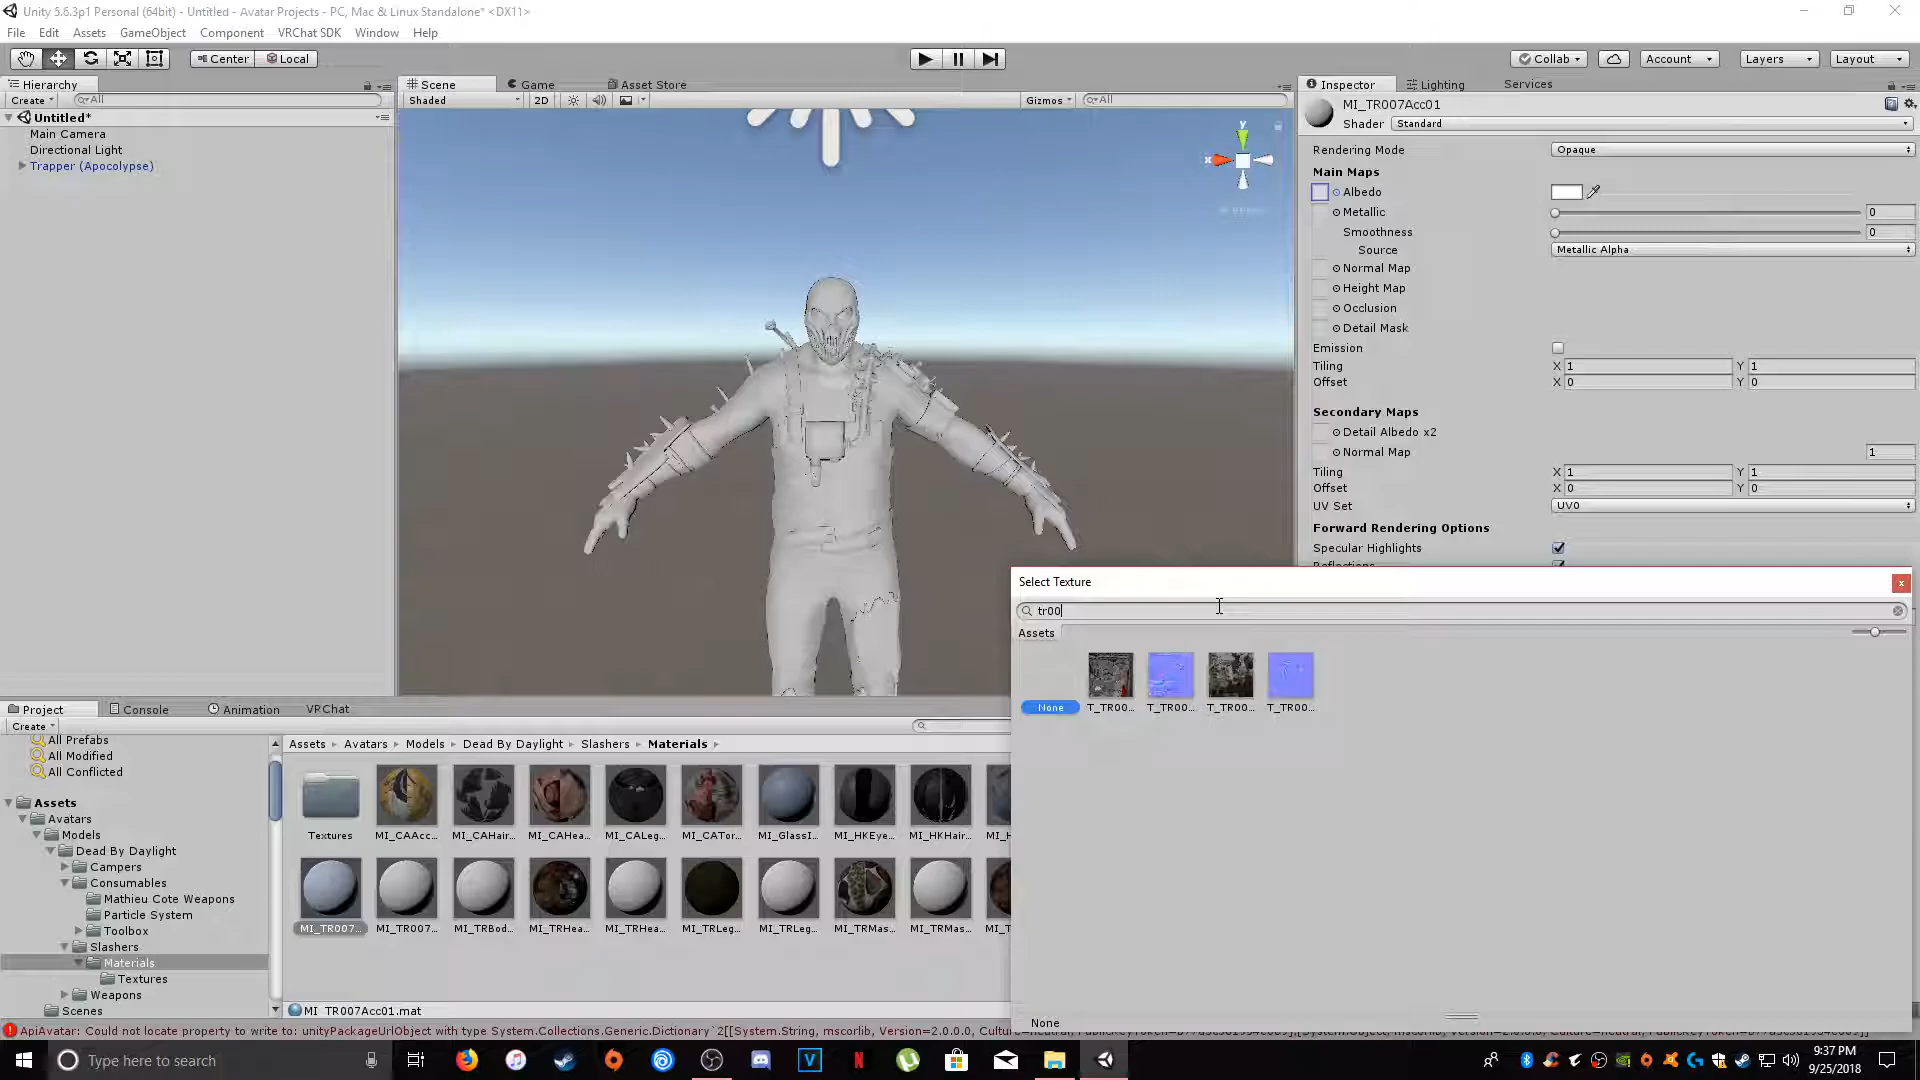 Unity 5.6.3p1 Personal (64bit) - Untitled - Avatar Projects - PC, Mac & Linux Standalone* <DX11>
File Edit Assets GameObject Component VRChat SDK Window Help
Center Local Collab Account Layers Layout
Hierarchy
Create All
Untitled*
Main Camera
Directional Light
Trapper (Apocolypse)
Scene Game Asset Store
Shaded 2D Gizmos All
y
x
Inspector Lighting Services
MI_TR007Acc01
Shader Standard
Rendering Mode Opaque
Main Maps
Albedo
Metallic 0
Smoothness 0
Source Metallic Alpha
Normal Map
Height Map
Occlusion
Detail Mask
Emission
Tiling X 1 Y 1
Offset X 0 Y 0
Secondary Maps
Detail Albedo x2
Normal Map 1
Tiling X 1 Y 1
Offset X 0 Y 0
UV Set UV0
Forward Rendering Options
Specular Highlights
Reflections
Select Texture
tr00
Assets
None T_TR00... T_TR00... T_TR00... T_TR00...
None
Project Console Animation VRChat
Create
All Prefabs
All Modified
All Conflicted
Assets
Avatars
Models
Dead By Daylight
Campers
Consumables
Mathieu Cote Weapons
Particle System
Toolbox
Slashers
Materials
Textures
Weapons
Scenes
Assets Avatars Models Dead By Daylight Slashers Materials
Textures MI_CAAcc... MI_CAHair... MI_CAHea... MI_CALeg... MI_CATor... MI_GlassI... MI_HKEye... MI_HKHair...
MI_TR007... MI_TR007... MI_TRBod... MI_TRHea... MI_TRHea... MI_TRLeg... MI_TRLeg... MI_TRMas... MI_TRMas...
MI_TR007Acc01.mat
ApiAvatar: Could not locate property to write to: unityPackageUrlObject with type System.Collections.Generic.Dictionary`2[[System.String, mscorlib, Version=2.0.0.0,
Type here to search
9:37 PM
9/25/2018